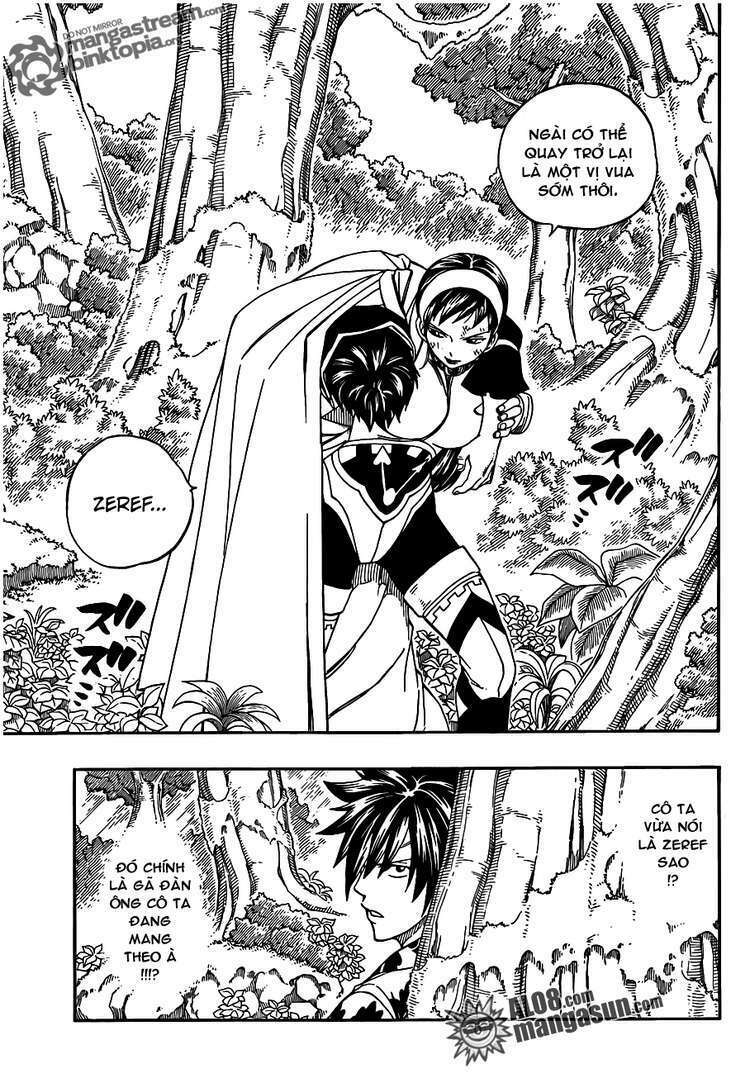 DO NOT MIRROR
mangastream.com
binktopia.org
NGÀI CÓ THỂ
QUAY TRỞ LẠI
LÀ MỘT VỊ VUA
SỚM THÔI.
ZEREF...
ズズ
ズズ
CÔ TA
VỪA NÓI
LÀ ZEREF
SAO
!?
ĐÓ CHÍNH
LÀ GÃ ĐÀN
ÔNG CÔ TA
ĐANG
MANG
THEO À
!!!?
AL08.com
mangasun.com